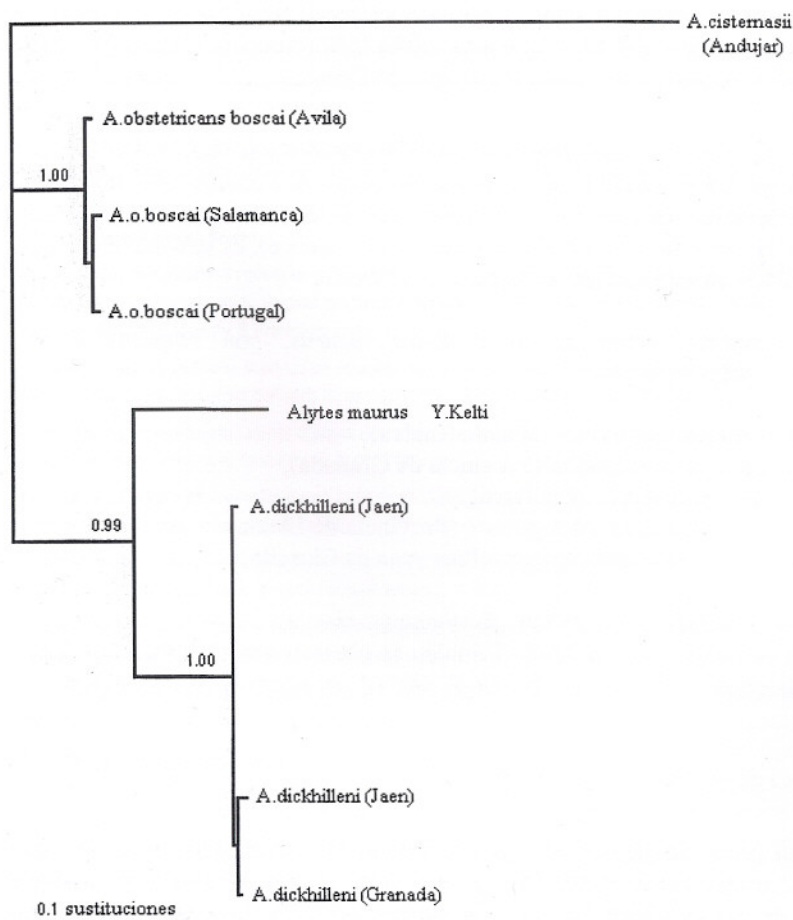 A.cisternasii
(Andujar)
A.obstetricans boscai (Avila)
1.00
A.o.boscai (Salamanca)
A.o.boscai (Portugal)
Alytes maurus Y.Kelti
A.dickhilleni (Jaen)
0.99
1.00
A.dickhilleni (Jaen)
A.dickhilleni (Granada)
0.1 sustituciones